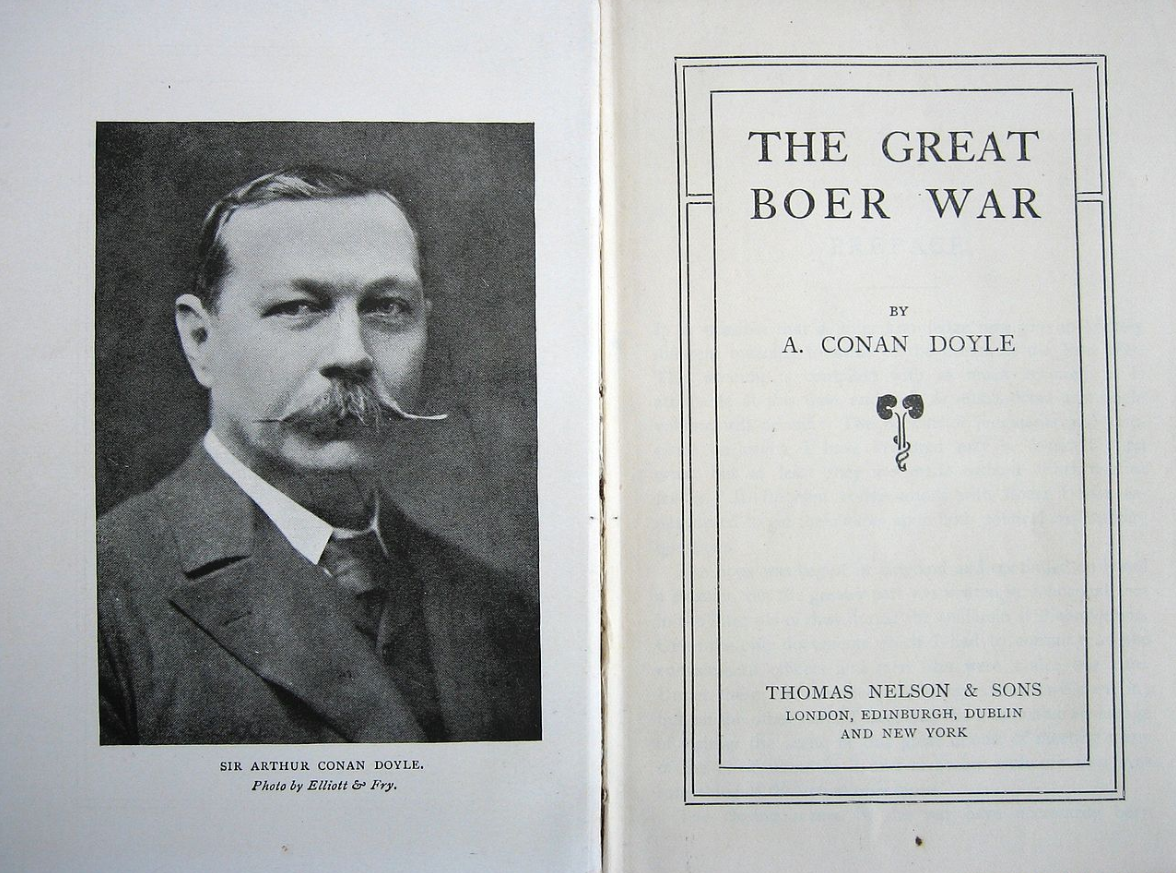 SIR ARTHUR CONAN DOYLE.
Photo by Elliott & Fry.
THE GREAT
BOER WAR
BY
A. CONAN DOYLE
THOMAS NELSON & SONS
LONDON, EDINBURGH, DUBLIN
AND NEW YORK